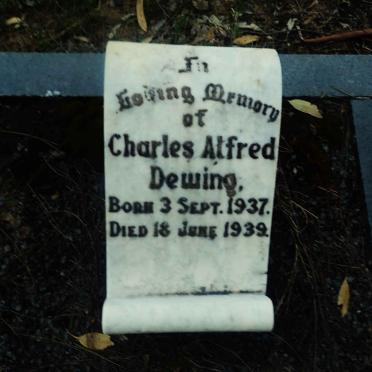 In
Loving Memory
of
Charles Alfred
Dewing,
Born 3 Sept. 1937.
Died 18 June 1939.